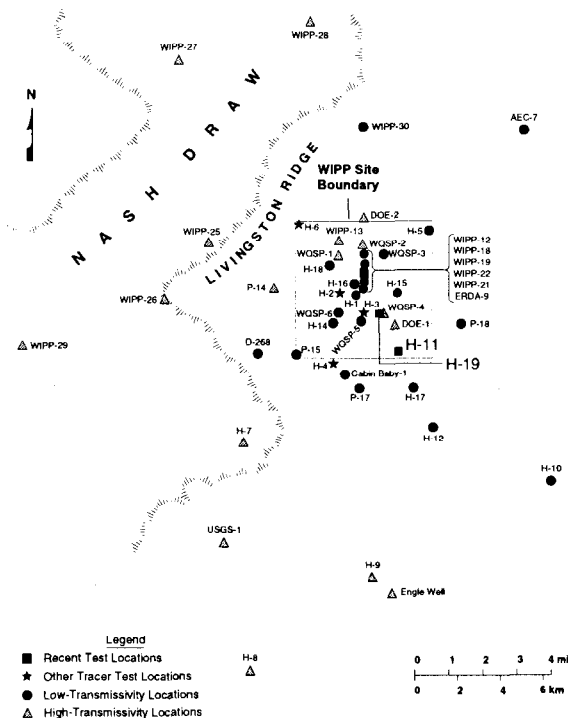 WIPP-28
WIPP-27
N
AEC-7
WIPP-30
NASH DRAW
LIVINGSTON RIDGE
WIPP Site
Boundary
DOE-2
H-6
H-5
WIPP-13
WIPP-25
WQSP-1
WQSP-2
WQSP-3
WIPP-12
WIPP-18
WIPP-19
WIPP-22
WIPP-21
ERDA-9
H-18
H-16
H-15
P-14
H-2
H-1
H-3
WIPP-26
WQSP-6
WQSP-4
H-14
DOE-1
P-18
WQSP-5
WIPP-29
D-268
P-15
H-11
H-4
H-19
Cabin Baby-1
P-17
H-17
H-12
H-7
H-10
USGS-1
H-9
Engle Well
Legend
Recent Test Locations
Other Tracer Test Locations
Low-Transmissivity Locations
High-Transmissivity Locations
H-8
0 1 2 3 4 mi
0 2 4 6 km